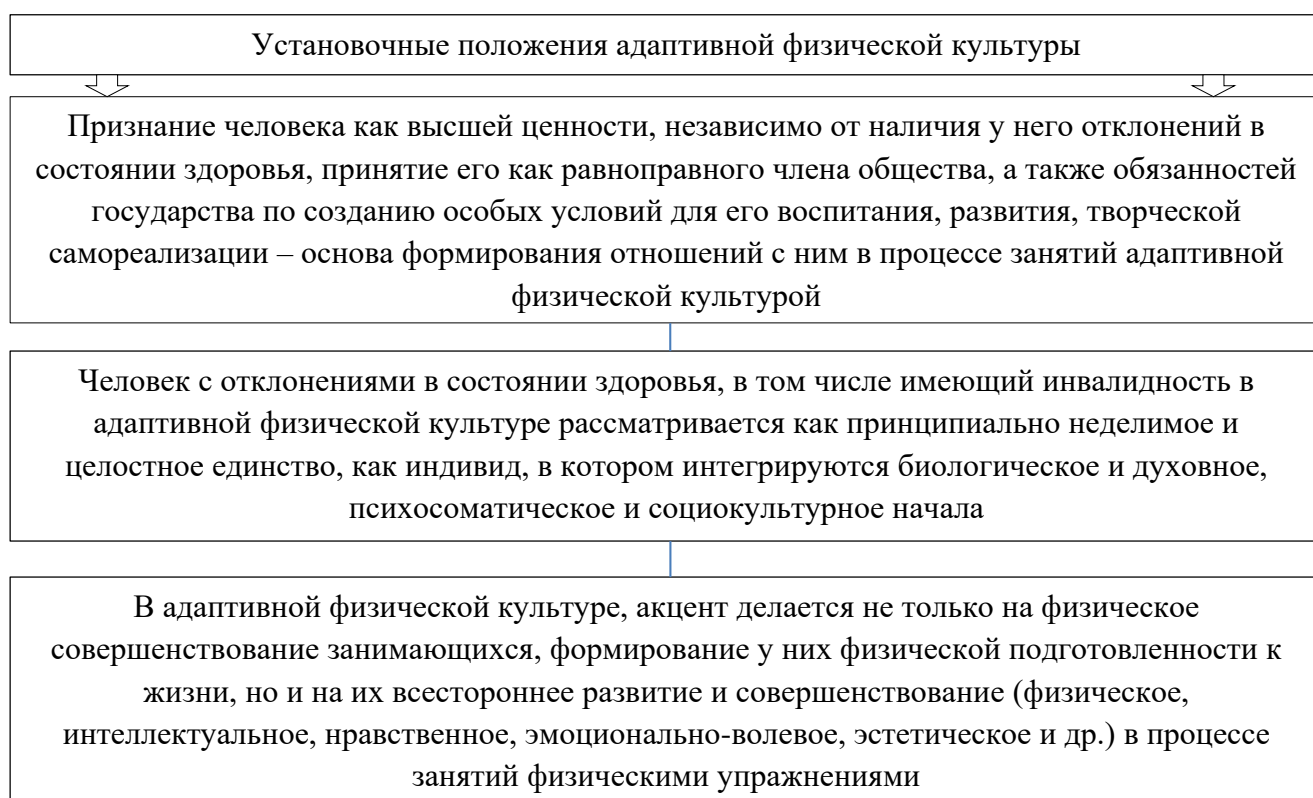 Установочные положения адаптивной физической культуры
Признание человека как высшей ценности, независимо от наличия у него отклонений в
состоянии здоровья, принятие его как равноправного члена общества, а также обязанностей
государства по созданию особых условий для его воспитания, развития, творческой
самореализации – основа формирования отношений с ним в процессе занятий адаптивной
физической культурой
Человек с отклонениями в состоянии здоровья, в том числе имеющий инвалидность в
адаптивной физической культуре рассматривается как принципиально неделимое и
целостное единство, как индивид, в котором интегрируются биологическое и духовное,
психосоматическое и социокультурное начала
В адаптивной физической культуре, акцент делается не только на физическое
совершенствование занимающихся, формирование у них физической подготовленности к
жизни, но и на их всестороннее развитие и совершенствование (физическое,
интеллектуальное, нравственное, эмоционально-волевое, эстетическое и др.) в процессе
занятий физическими упражнениями